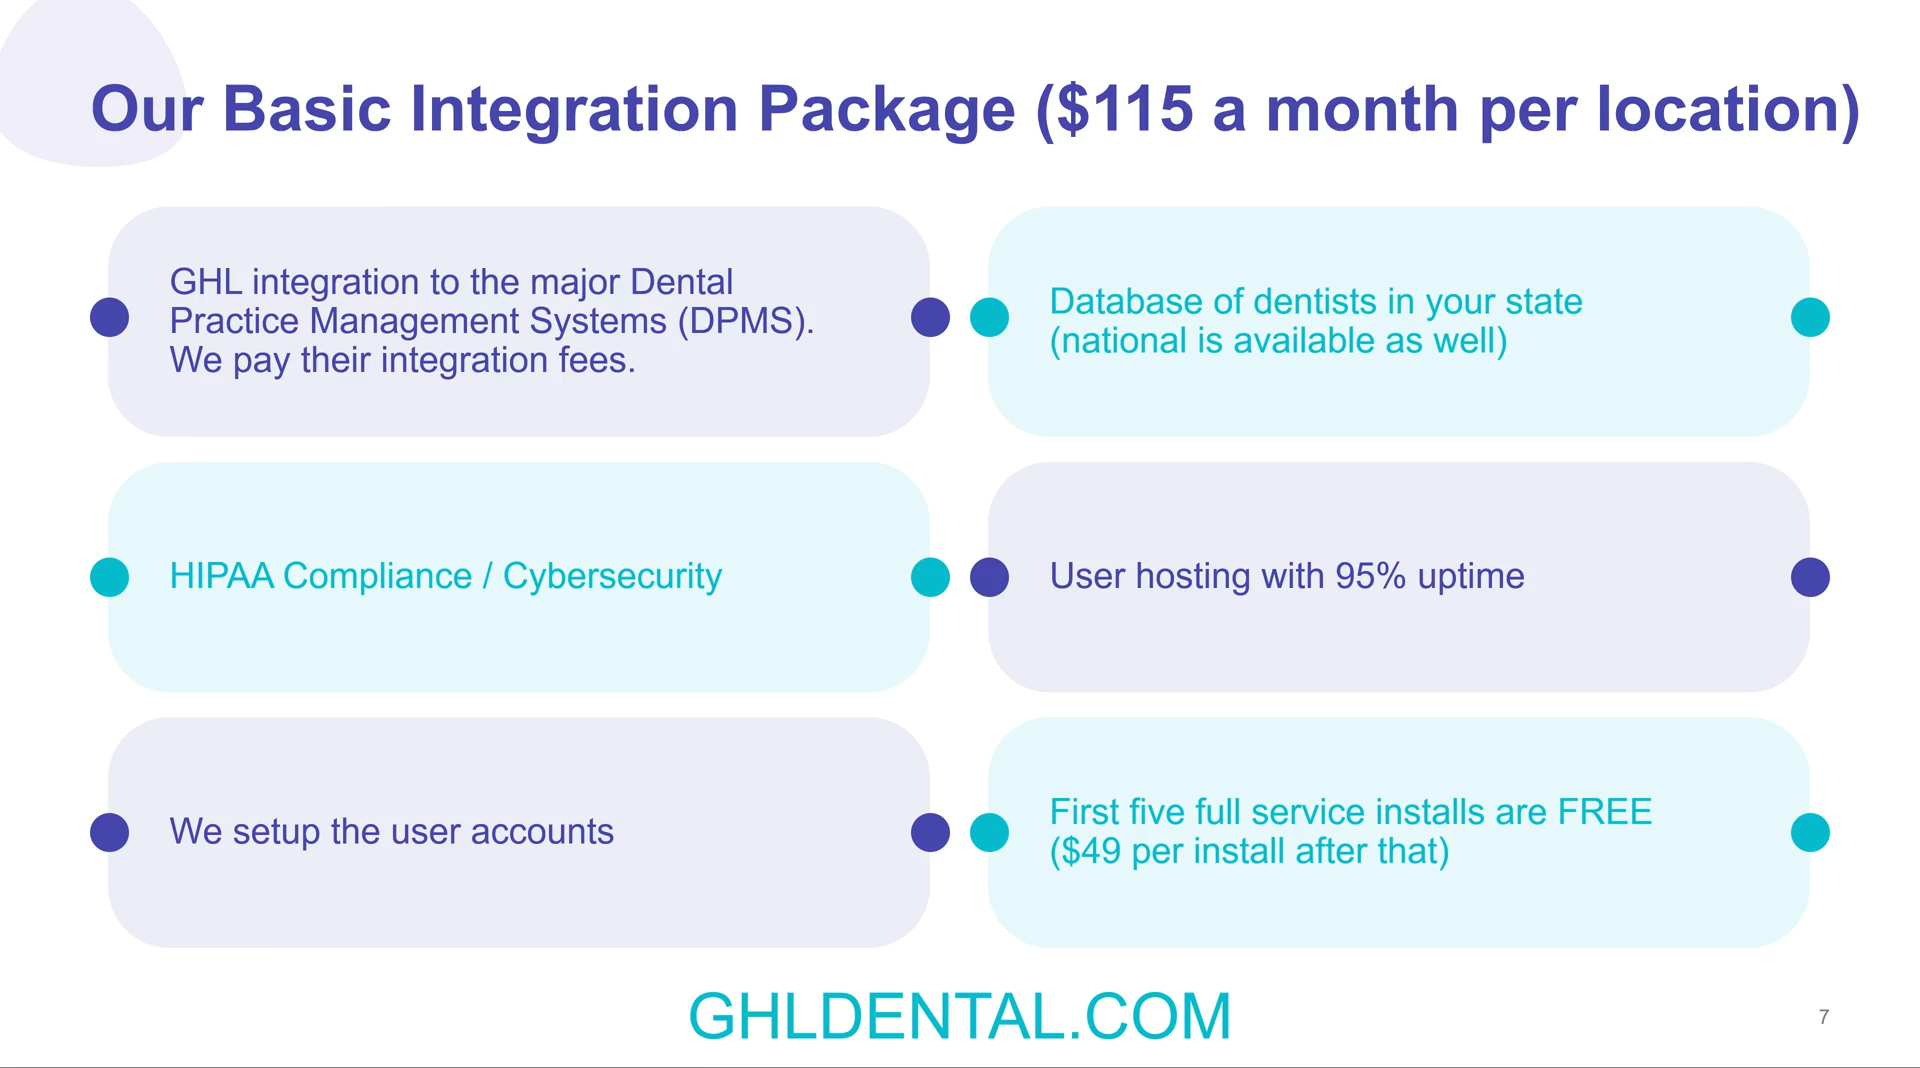 Our Basic Integration Package ($115 a month per location)
GHL integration to the major Dental
Practice Management Systems (DPMS).
We pay their integration fees.
Database of dentists in your state
(national is available as well)
HIPAA Compliance / Cybersecurity
User hosting with 95% uptime
We setup the user accounts
First five full service installs are FREE
($49 per install after that)
GHLDENTAL.COM
7